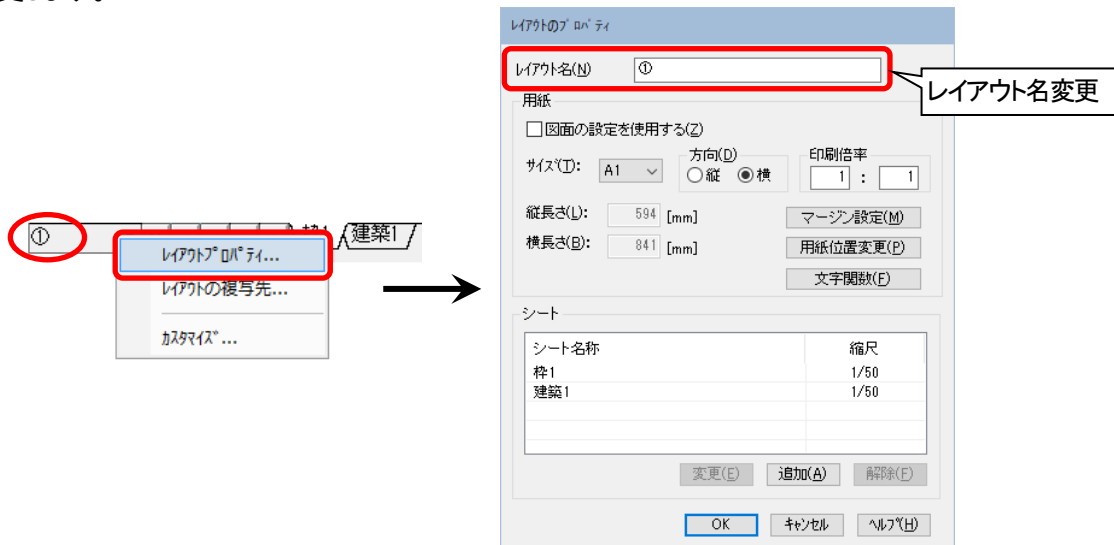 ﾚｲｱｳﾄのﾌﾟﾛﾊﾟﾃｨ
ﾚｲｱｳﾄ名(N) ①
レイアウト名変更
用紙
図面の設定を使用する(Z)
ｻｲｽﾞ(T): A1
方向(D)
縦 横
印刷倍率
1 : 1
縦長さ(L): 594 [mm]
マージン設定(M)
横長さ(B): 841 [mm]
用紙位置変更(P)
文字関数(F)
① 建築1
ﾚｲｱｳﾄﾌﾟﾛﾊﾟﾃｨ...
ﾚｲｱｳﾄの複写先...
ｶｽﾀﾏｲｽﾞ...
シート
シート名称 縮尺
枠1 1/50
建築1 1/50
変更(E) 追加(A) 解除(F)
OK ｷｬﾝｾﾙ ﾍﾙﾌﾟ(H)